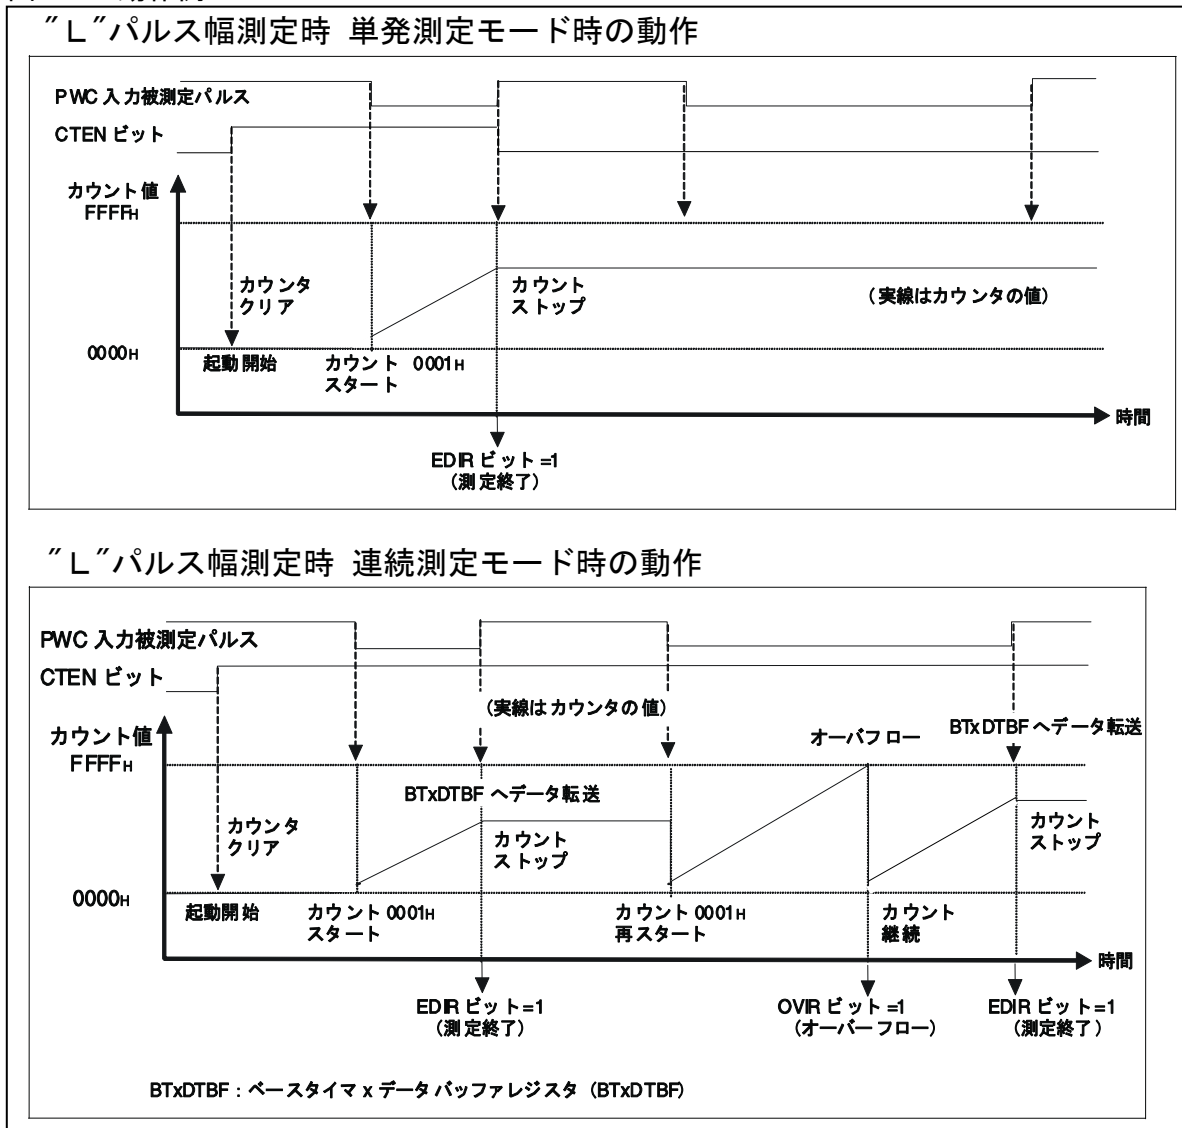 "L"パルス幅測定時 単発測定モード時の動作
PWC 入力被測定パルス
CTEN ビット
カウント値
FFFFH
カウンタ
クリア
カウント
ストップ
(実線はカウンタの値)
0000H
起動開始
カウント 0001H
スタート
時間
EDIR ビット=1
(測定終了)
"L"パルス幅測定時 連続測定モード時の動作
PWC 入力被測定パルス
CTEN ビット
(実線はカウンタの値)
カウント値
FFFFH
オーバフロー
BTxDTBF へデータ転送
BTxDTBF へデータ転送
カウンタ
クリア
カウント
ストップ
カウント
ストップ
0000H
起動開始
カウント 0001H
スタート
カウント 0001H
再スタート
カウント
継続
時間
EDIR ビット=1
(測定終了)
OVIR ビット=1
(オーバーフロー)
EDIR ビット=1
(測定終了)
BTxDTBF : ベースタイマ x データバッファレジスタ (BTxDTBF)